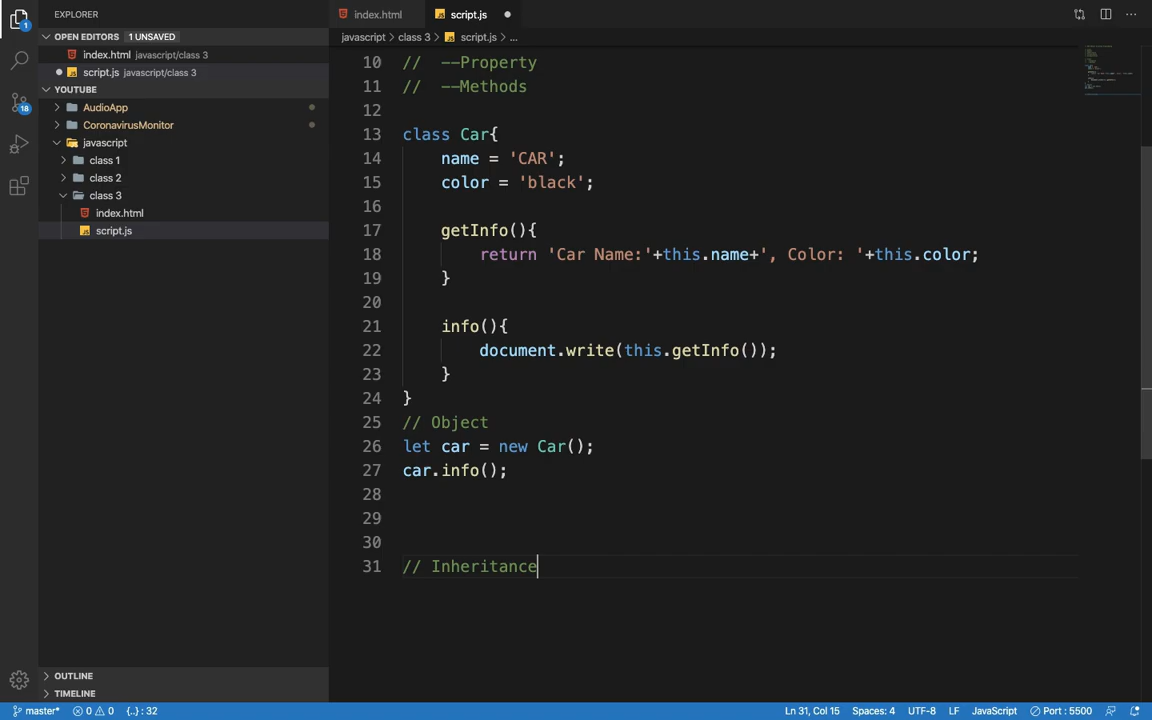 EXPLORER
OPEN EDITORS 1 UNSAVED
index.html javascript/class 3
script.js javascript/class 3
YOUTUBE
AudioApp
CoronavirusMonitor
javascript
class 1
class 2
class 3
index.html
script.js
OUTLINE
TIMELINE
1
18
index.html
script.js
javascript > class 3 > script.js > ...
10 // --Property
11 // --Methods
12
13 class Car{
14 name = 'CAR';
15 color = 'black';
16
17 getInfo(){
18 return 'Car Name:'+this.name+', Color: '+this.color;
19 }
20
21 info(){
22 document.write(this.getInfo());
23 }
24 }
25 // Object
26 let car = new Car();
27 car.info();
28
29
30
31 // Inheritance
master* 0 0 {..} : 32 Ln 31, Col 15 Spaces: 4 UTF-8 LF JavaScript Port : 5500